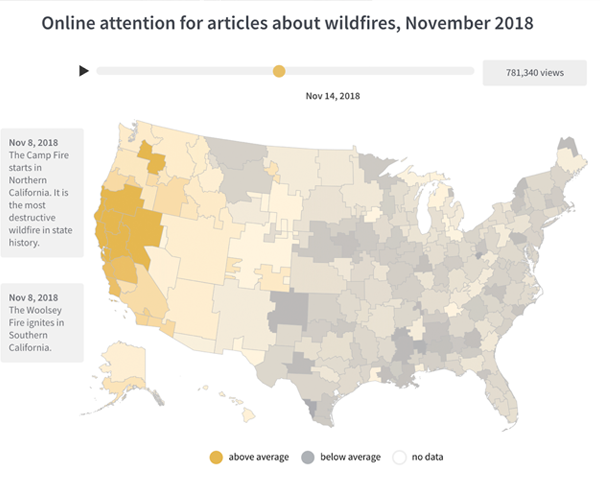 Online attention for articles about wildfires, November 2018
781,340 views
Nov 14, 2018
Nov 8, 2018
The Camp Fire
starts in
Northern
California. It is
the most
destructive
wildfire in state
history.
Nov 8, 2018
The Woolsey
Fire ignites in
Southern
California.
above average
below average
no data